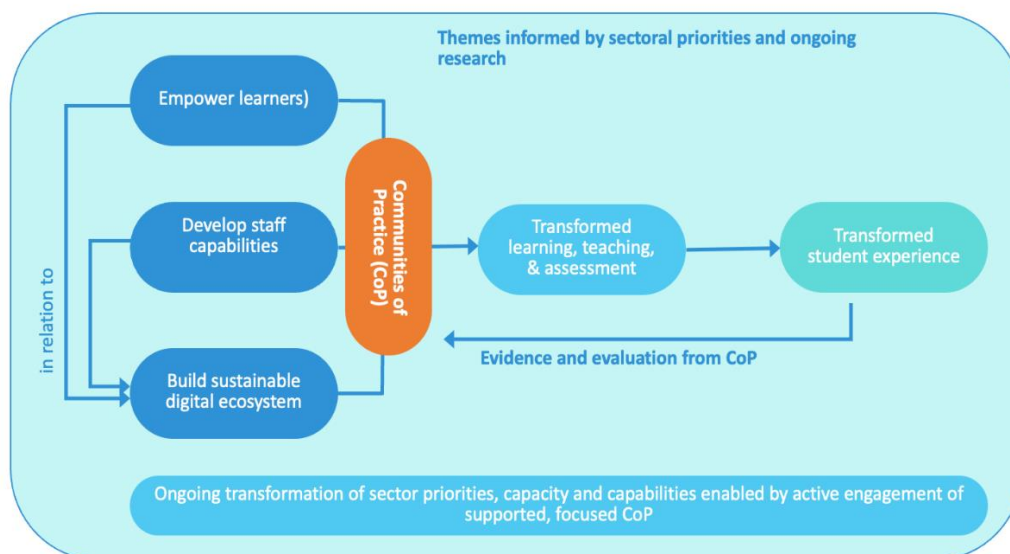 Themes informed by sectoral priorities and ongoing
research
Empower learners)
Develop staff
capabilities
Build sustainable
digital ecosystem
in relation to
Communities of
Practice (CoP)
Transformed
learning, teaching,
& assessment
Transformed
student experience
Evidence and evaluation from CoP
Ongoing transformation of sector priorities, capacity and capabilities enabled by active engagement of
supported, focused CoP